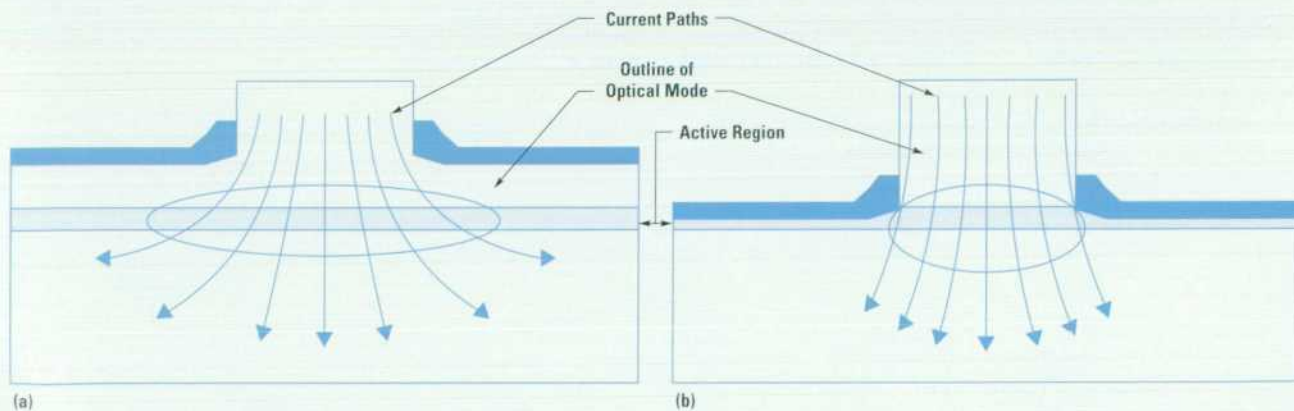 Current Paths
Outline of
Optical Mode
Active Region
(a)
(b)